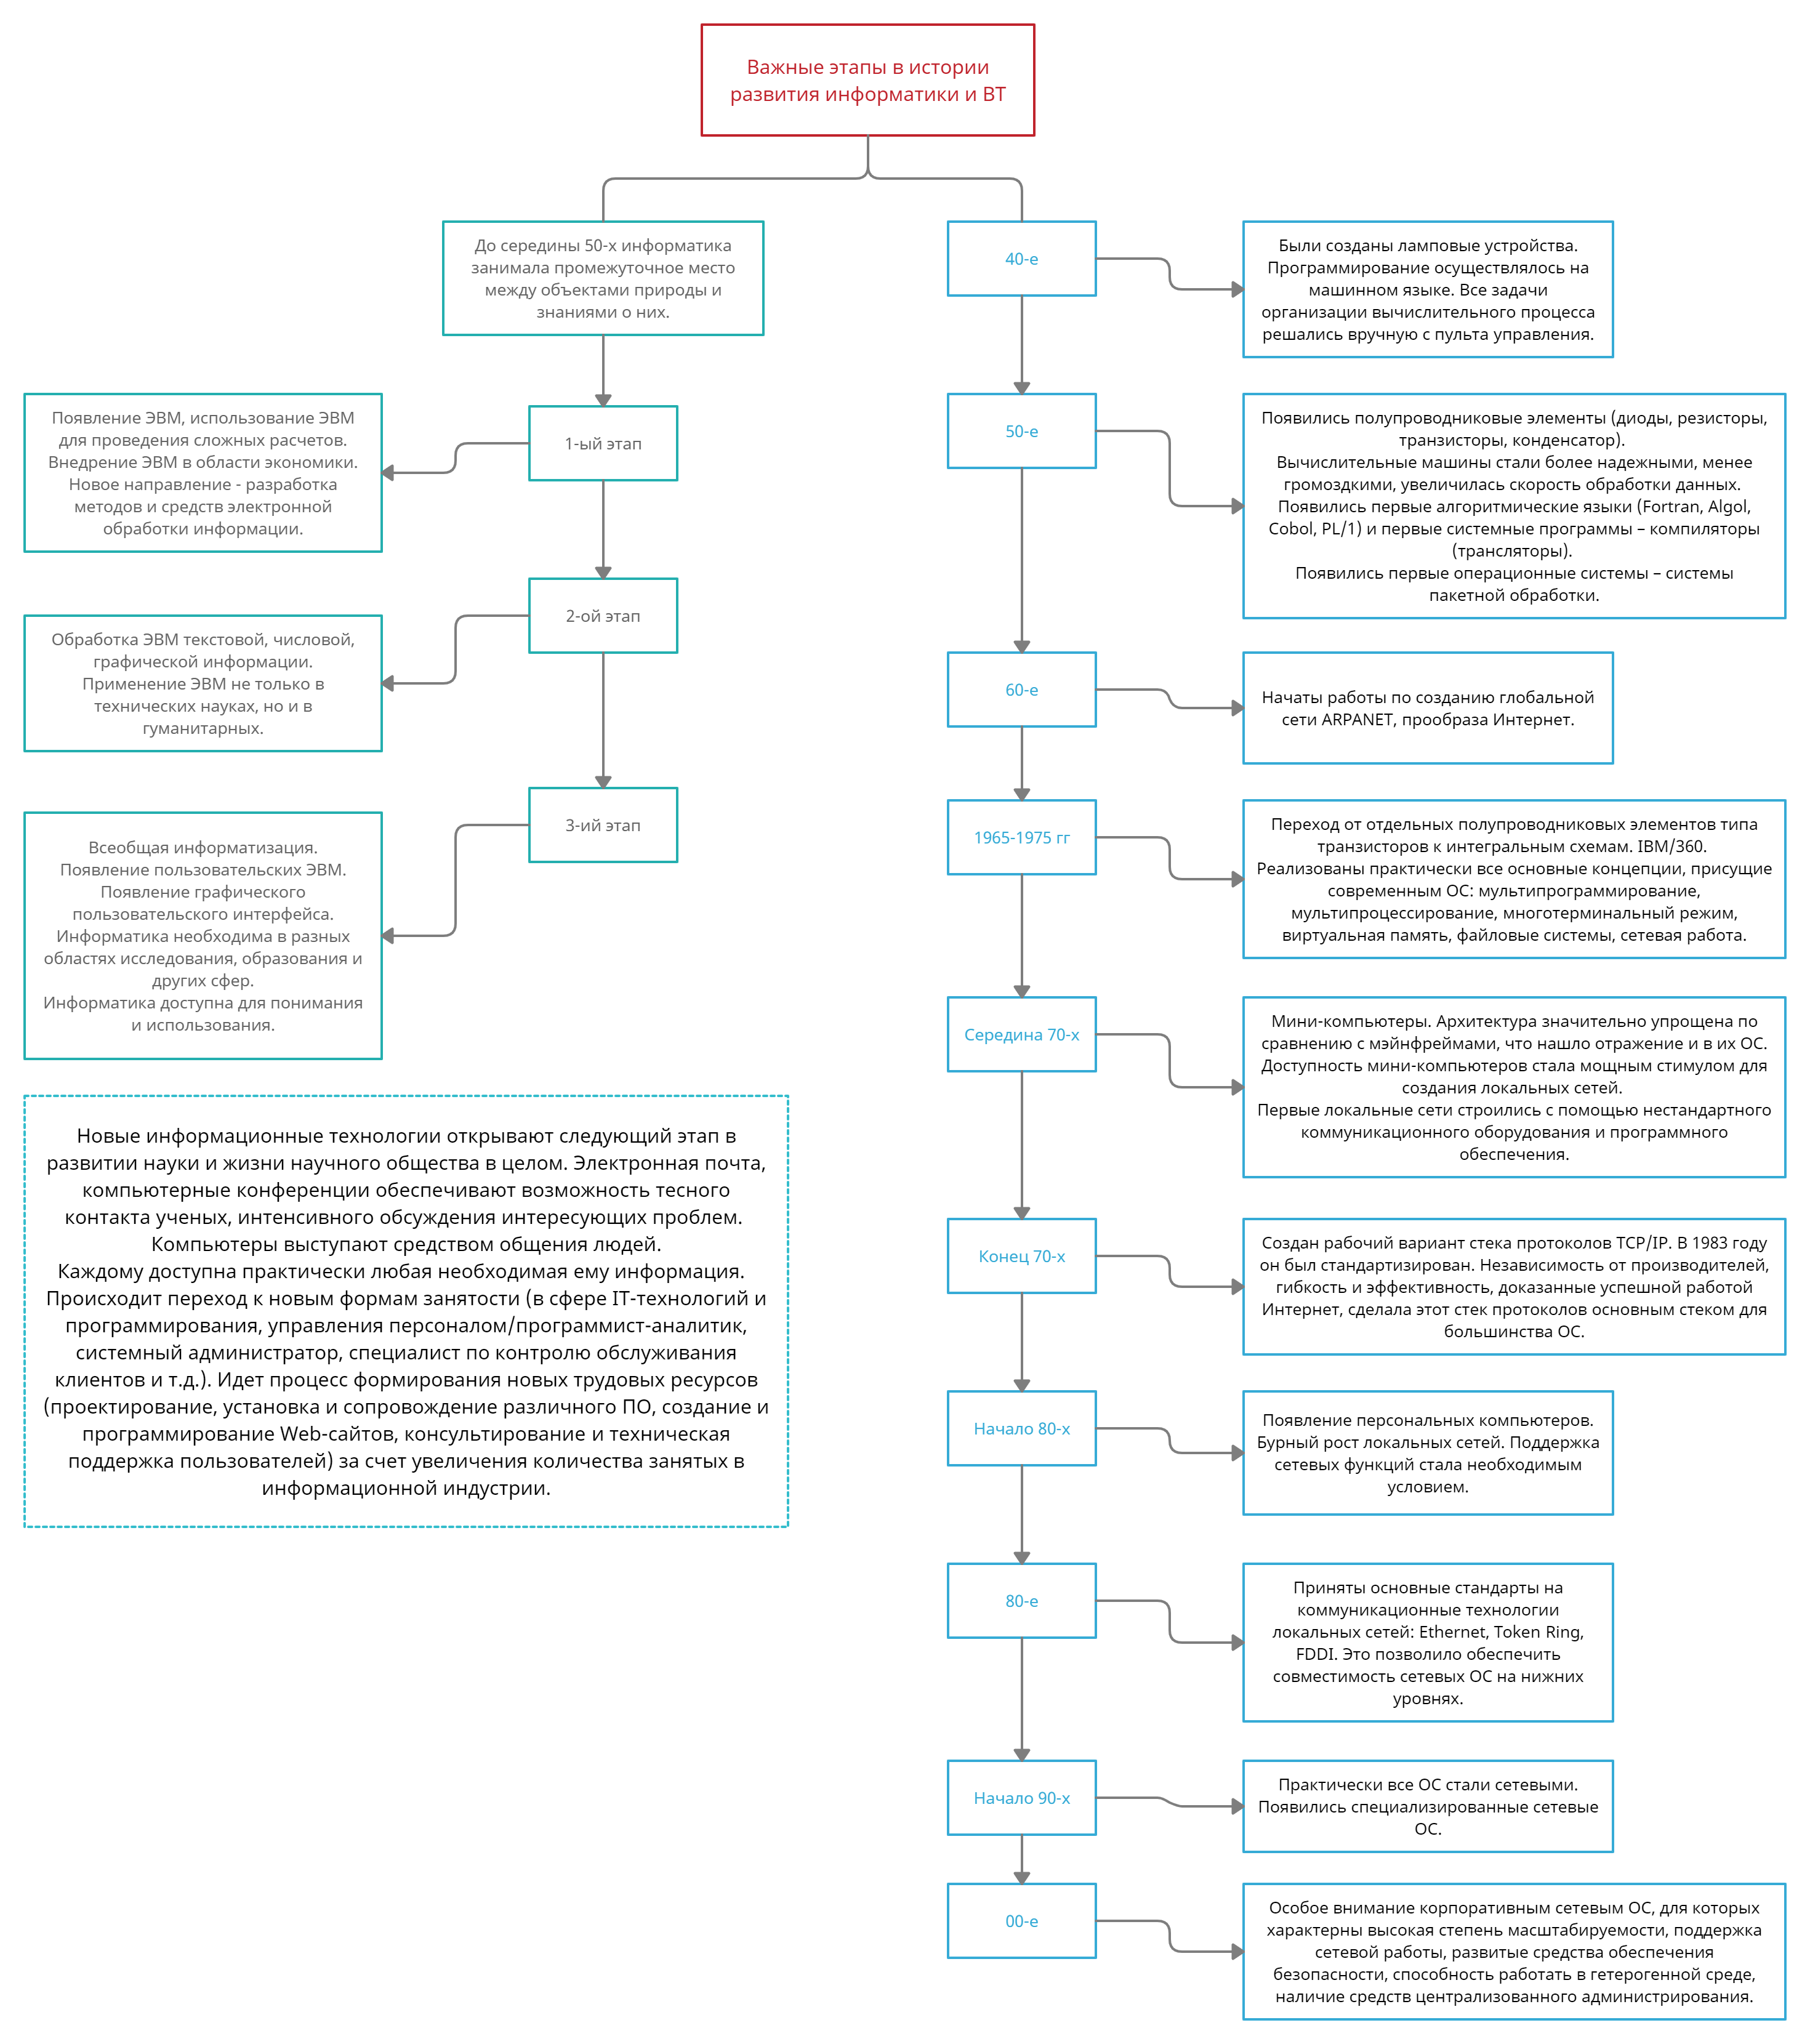 Важные этапы в истории
развития информатики и ВТ
До середины 50-х информатика
занимала промежуточное место
между объектами природы и
знаниями о них.
1-ый этап
Появление ЭВМ, использование ЭВМ
для проведения сложных расчетов.
Внедрение ЭВМ в области экономики.
Новое направление - разработка
методов и средств электронной
обработки информации.
2-ой этап
Обработка ЭВМ текстовой, числовой,
графической информации.
Применение ЭВМ не только в
технических науках, но и в
гуманитарных.
3-ий этап
Всеобщая информатизация.
Появление пользовательских ЭВМ.
Появление графического
пользовательского интерфейса.
Информатика необходима в разных
областях исследования, образования и
других сфер.
Информатика доступна для понимания
и использования.
Новые информационные технологии открывают следующий этап в
развитии науки и жизни научного общества в целом. Электронная почта,
компьютерные конференции обеспечивают возможность тесного
контакта ученых, интенсивного обсуждения интересующих проблем.
Компьютеры выступают средством общения людей.
Каждому доступна практически любая необходимая ему информация.
Происходит переход к новым формам занятости (в сфере IT-технологий и
программирования, управления персоналом/программист-аналитик,
системный администратор, специалист по контролю обслуживания
клиентов и т.д.). Идет процесс формирования новых трудовых ресурсов
(проектирование, установка и сопровождение различного ПО, создание и
программирование Web-сайтов, консультирование и техническая
поддержка пользователей) за счет увеличения количества занятых в
информационной индустрии.
40-е
Были созданы ламповые устройства.
Программирование осуществлялось на
машинном языке. Все задачи
организации вычислительного процесса
решались вручную с пульта управления.
50-е
Появились полупроводниковые элементы (диоды, резисторы,
транзисторы, конденсатор).
Вычислительные машины стали более надежными, менее
громоздкими, увеличилась скорость обработки данных.
Появились первые алгоритмические языки (Fortran, Algol,
Cobol, PL/1) и первые системные программы – компиляторы
(трансляторы).
Появились первые операционные системы – системы
пакетной обработки.
60-е
Начаты работы по созданию глобальной
сети ARPANET, прообраза Интернет.
1965-1975 гг
Переход от отдельных полупроводниковых элементов типа
транзисторов к интегральным схемам. IBM/360.
Реализованы практически все основные концепции, присущие
современным ОС: мультипрограммирование,
мультипроцессирование, многотерминальный режим,
виртуальная память, файловые системы, сетевая работа.
Середина 70-х
Мини-компьютеры. Архитектура значительно упрощена по
сравнению с мэйнфреймами, что нашло отражение и в их ОС.
Доступность мини-компьютеров стала мощным стимулом для
создания локальных сетей.
Первые локальные сети строились с помощью нестандартного
коммуникационного оборудования и программного
обеспечения.
Конец 70-х
Создан рабочий вариант стека протоколов TCP/IP. В 1983 году
он был стандартизирован. Независимость от производителей,
гибкость и эффективность, доказанные успешной работой
Интернет, сделала этот стек протоколов основным стеком для
большинства ОС.
Начало 80-х
Появление персональных компьютеров.
Бурный рост локальных сетей. Поддержка
сетевых функций стала необходимым
условием.
80-е
Приняты основные стандарты на
коммуникационные технологии
локальных сетей: Ethernet, Token Ring,
FDDI. Это позволило обеспечить
совместимость сетевых ОС на нижних
уровнях.
Начало 90-х
Практически все ОС стали сетевыми.
Появились специализированные сетевые
ОС.
00-е
Особое внимание корпоративным сетевым ОС, для которых
характерны высокая степень масштабируемости, поддержка
сетевой работы, развитые средства обеспечения
безопасности, способность работать в гетерогенной среде,
наличие средств централизованного администрирования.